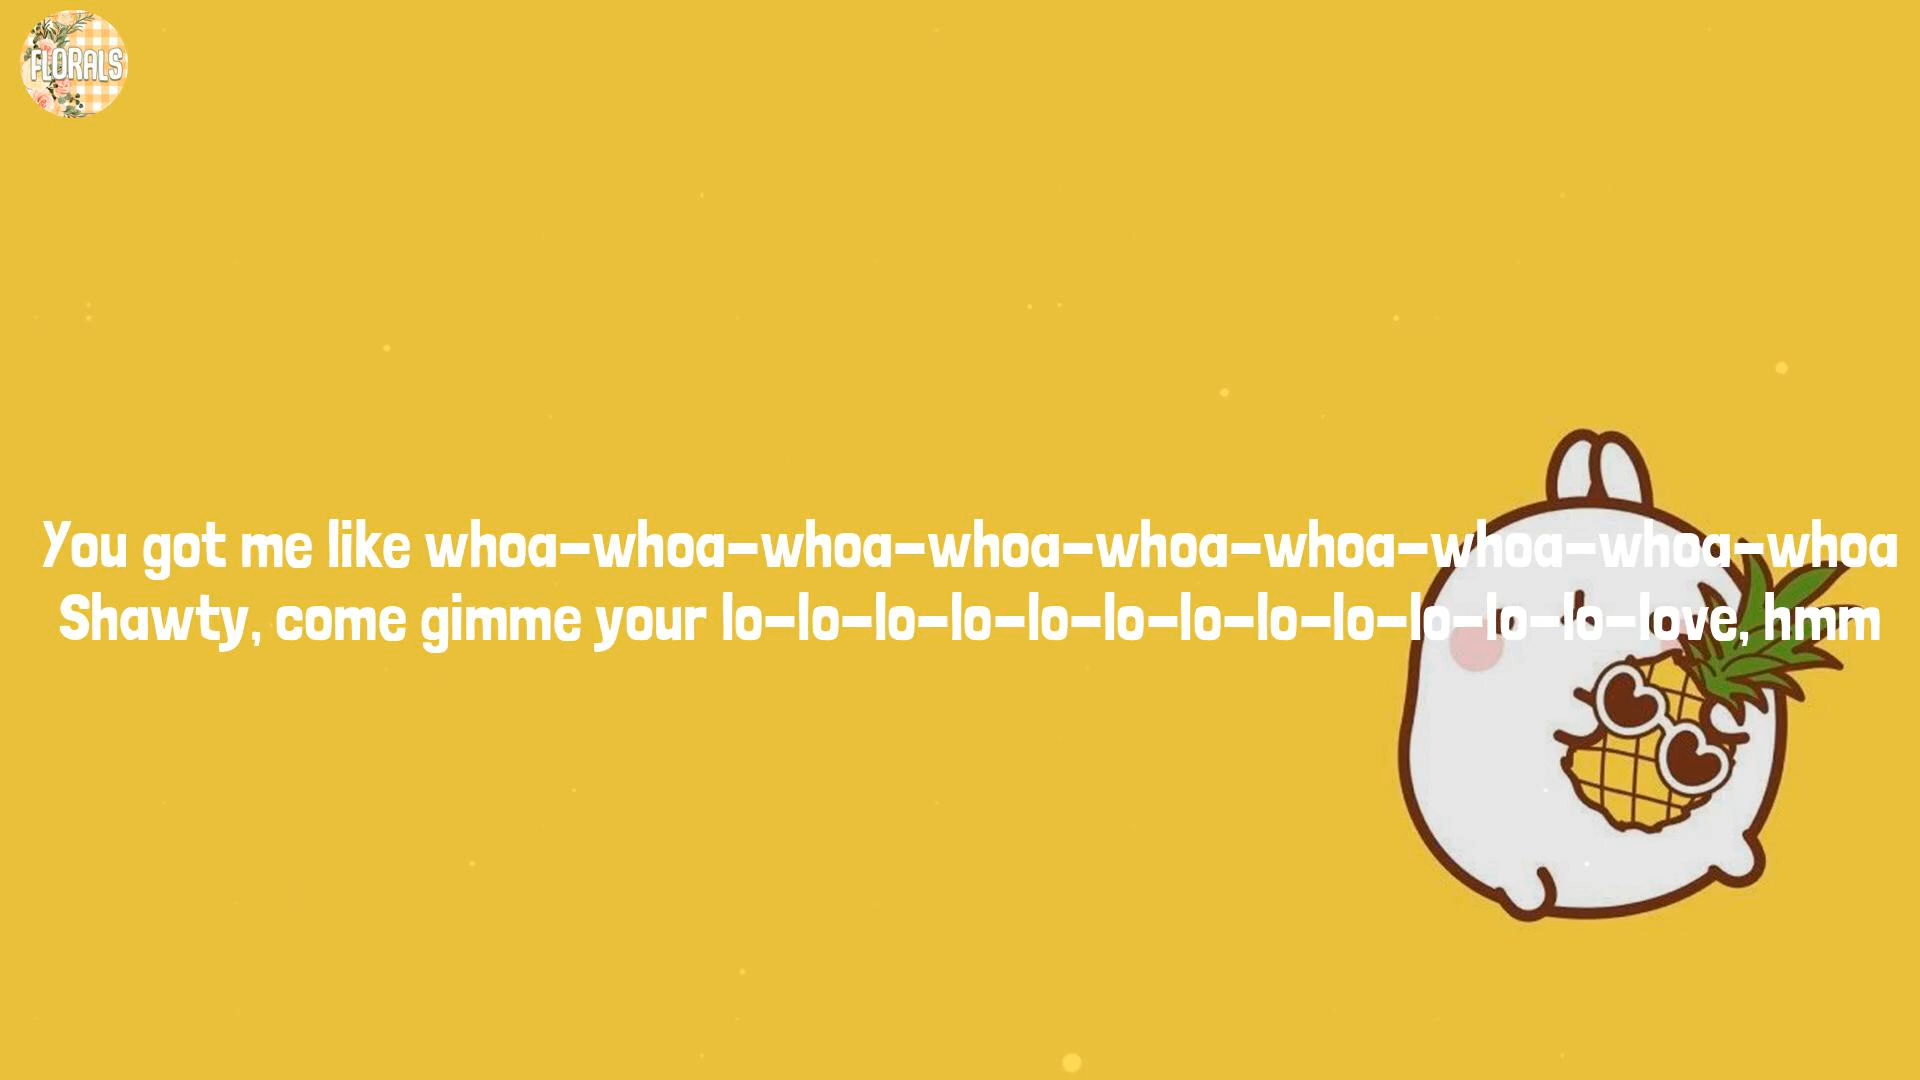 FLORALS
You got me like whoa-whoa-whoa-whoa-whoa-whoa-whoa-whoa-whoa
Shawty, come gimme your lo-lo-lo-lo-lo-lo-lo-lo-lo-lo-lo-lo-love, hmm